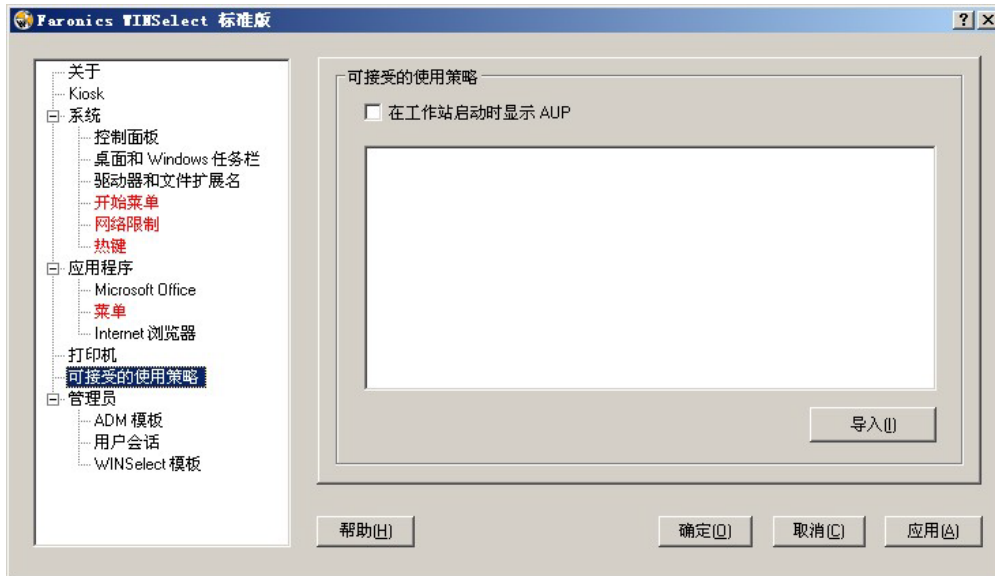 Faronics WINSelect 标准版
关于
Kiosk
系统
控制面板
桌面和 Windows 任务栏
驱动器和文件扩展名
开始菜单
网络限制
热键
应用程序
Microsoft Office
菜单
Internet 浏览器
打印机
可接受的使用策略
管理员
ADM 模板
用户会话
WINSelect 模板
可接受的使用策略
在工作站启动时显示 AUP
导入(I)
帮助(H)
确定(O)
取消(C)
应用(A)